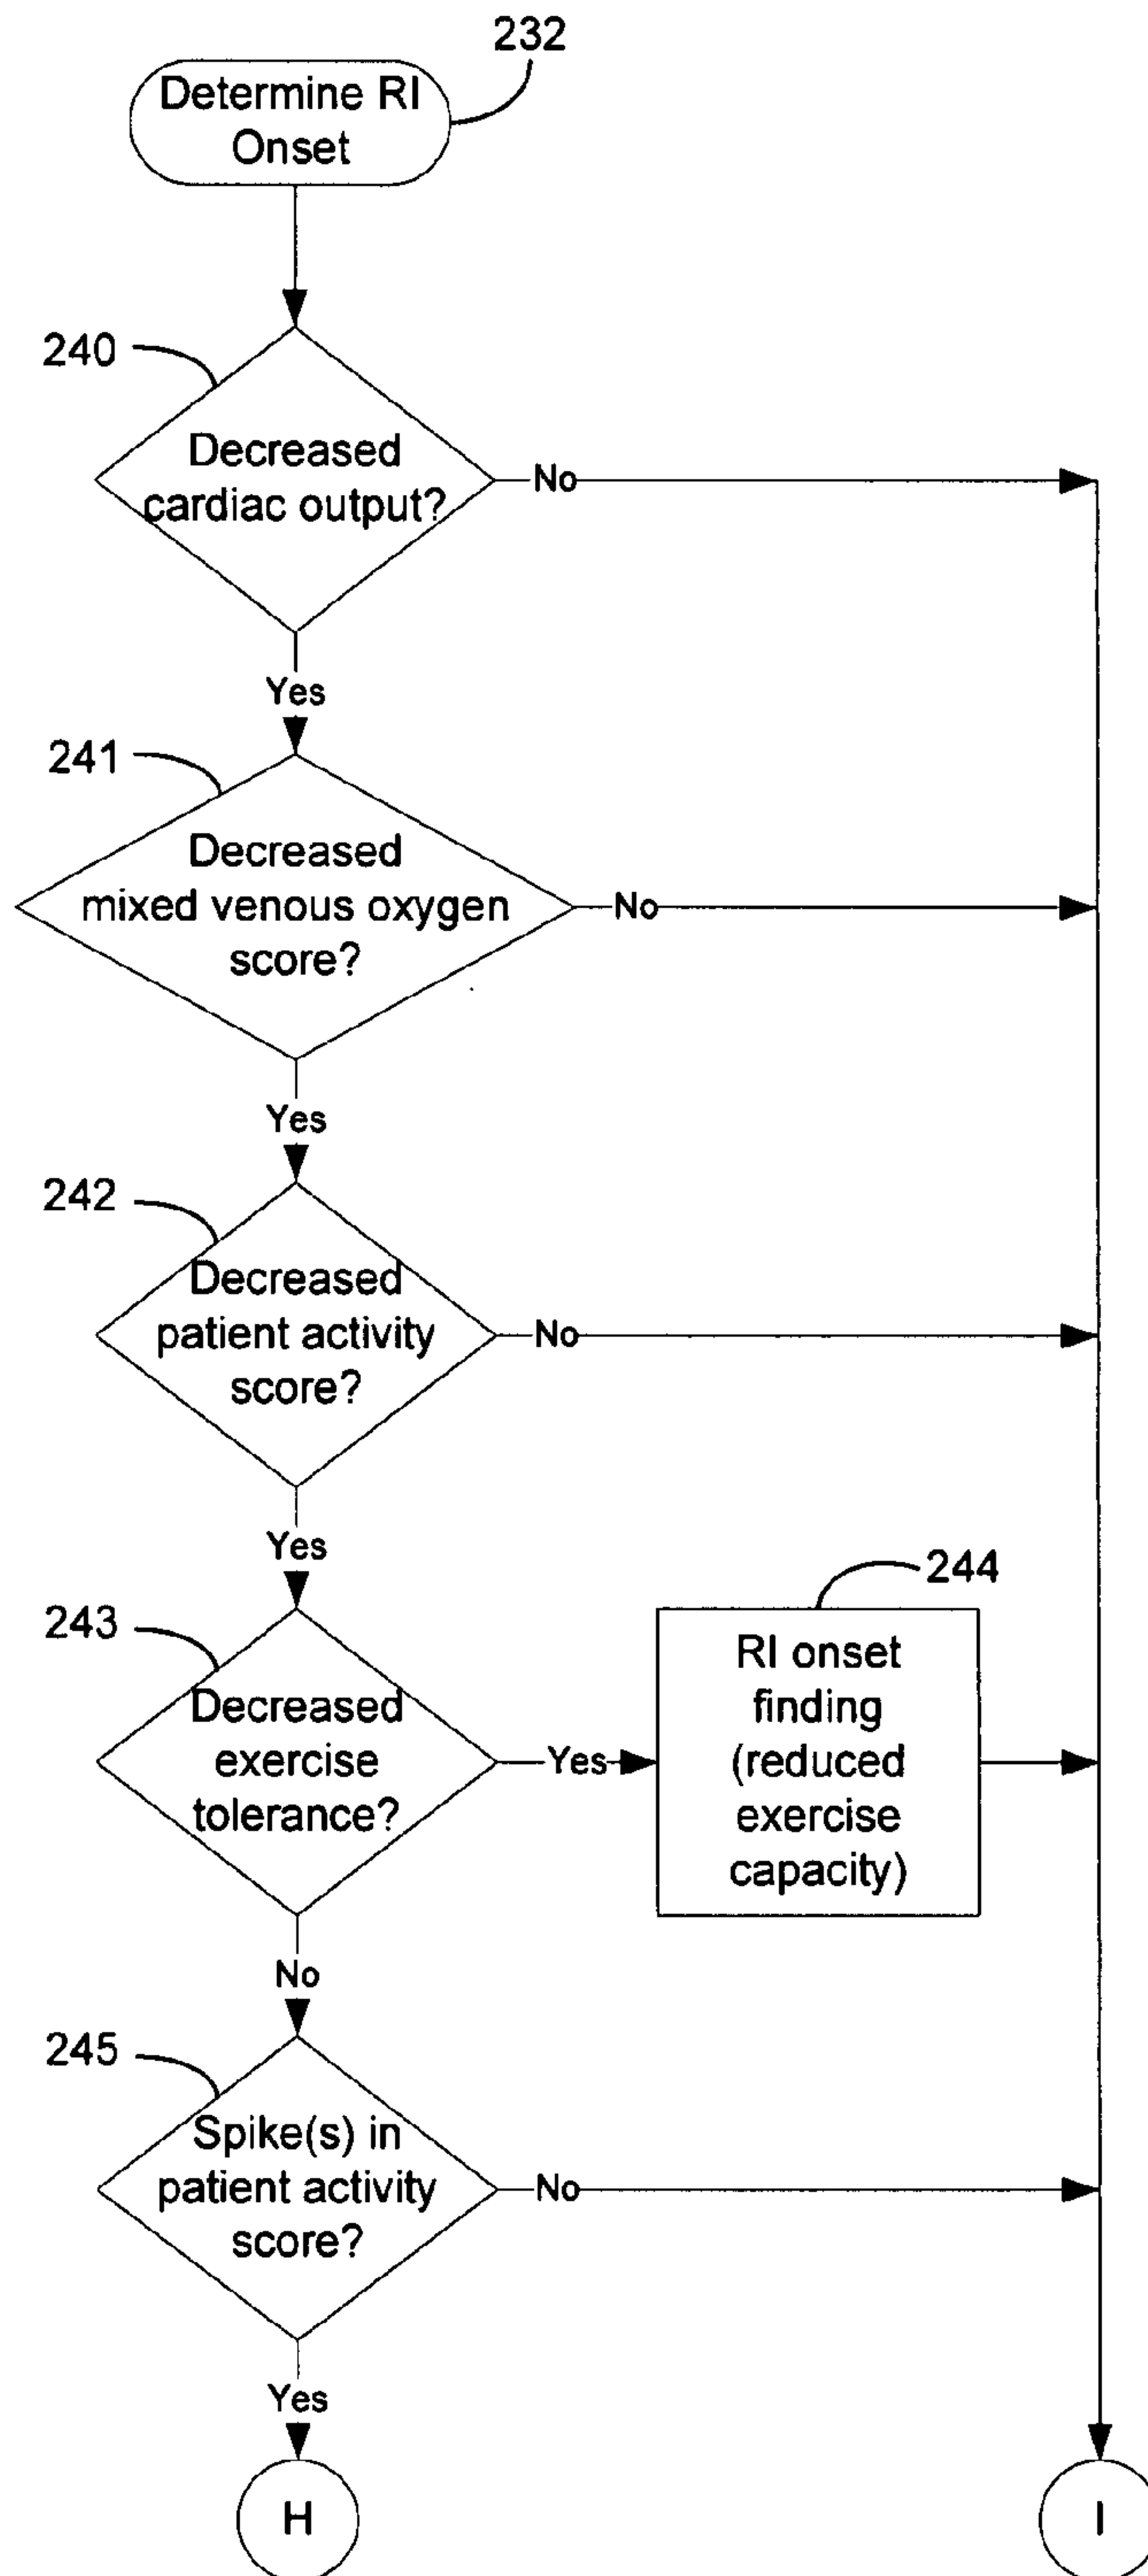 232
Determine RI
Onset
240
Decreased
cardiac output?
No
Yes
241
Decreased
mixed venous oxygen
score?
No
Yes
242
Decreased
patient activity
score?
No
Yes
243
Decreased
exercise
tolerance?
Yes
244
RI onset
finding
(reduced
exercise
capacity)
No
245
Spike(s) in
patient activity
score?
No
Yes
H
I